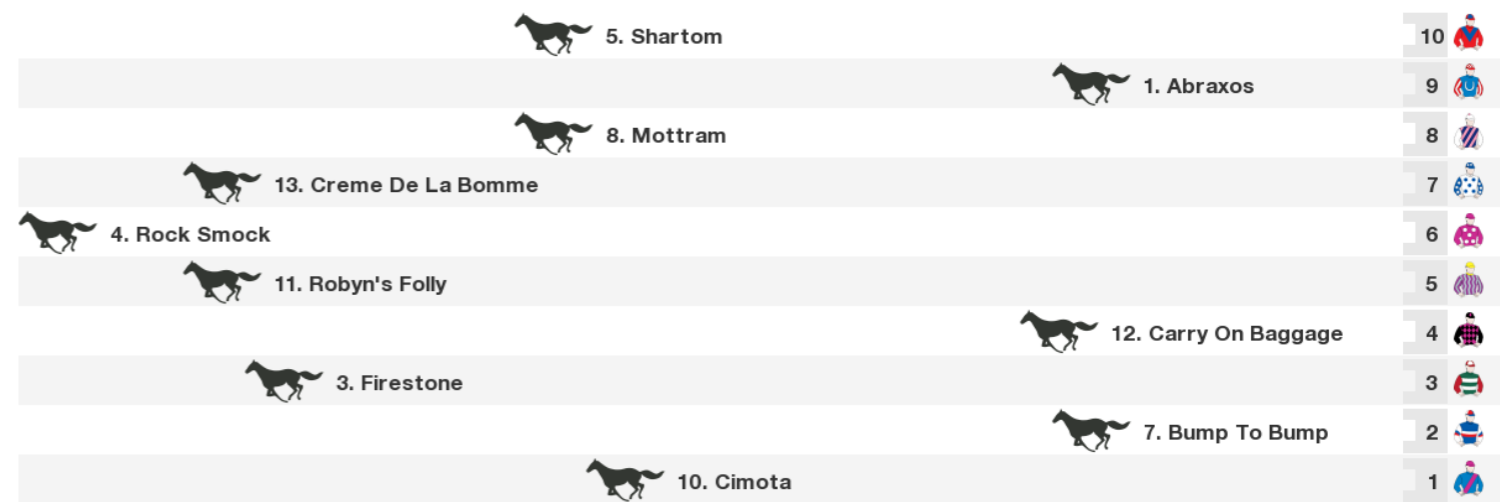 5. Shartom 10
1. Abraxos 9
8. Mottram 8
13. Creme De La Bomme 7
4. Rock Smock 6
11. Robyn's Folly 5
12. Carry On Baggage 4
3. Firestone 3
7. Bump To Bump 2
10. Cimota 1